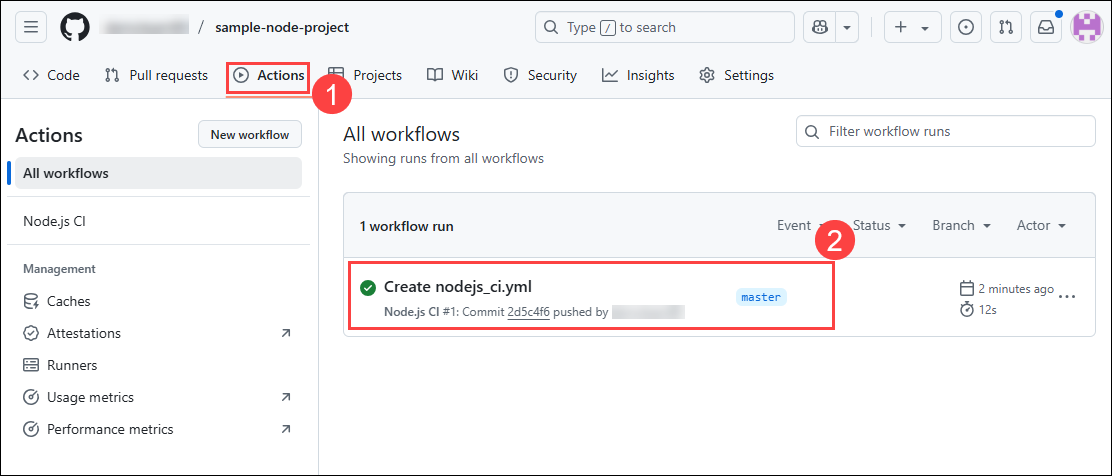 / sample-node-project
Type / to search
Code Pull requests Actions Projects Wiki Security Insights Settings
1
Actions
New workflow
All workflows
Node.js CI
Management
Caches
Attestations
Runners
Usage metrics
Performance metrics
All workflows
Showing runs from all workflows
Filter workflow runs
1 workflow run
Event Status Branch Actor
2
Create nodejs_ci.yml
Node.js CI #1: Commit 2d5c4f6 pushed by
master
2 minutes ago
12s